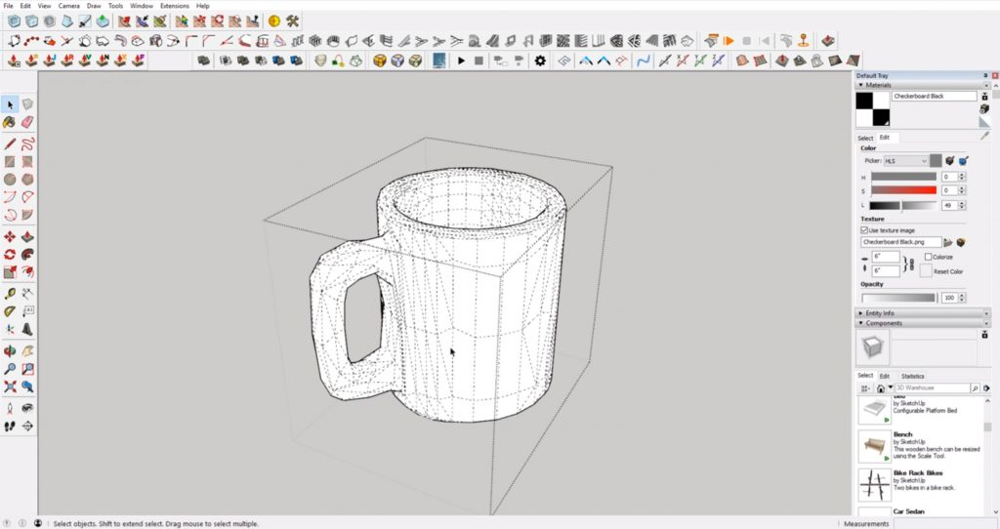 File Edit View Camera Draw Tools Window Extensions Help
Default Tray
Materials
Checkerboard Black
Select Edit
Color
Picker: HLS
H 0
S 0
L 49
Texture
Use texture image
Checkerboard Black.png
6" Colorize
6" Reset Color
Opacity
100
Entity Info
Components
Select Edit Statistics
3D Warehouse
Bed
by SketchUp
Configurable Platform Bed
Bench
by SketchUp
This wooden bench can be resized
using the Scale Tool.
Bike Rack Bikes
by SketchUp
Two bikes in a bike rack.
Car Sedan
Select objects. Shift to extend select. Drag mouse to select multiple.
Measurements